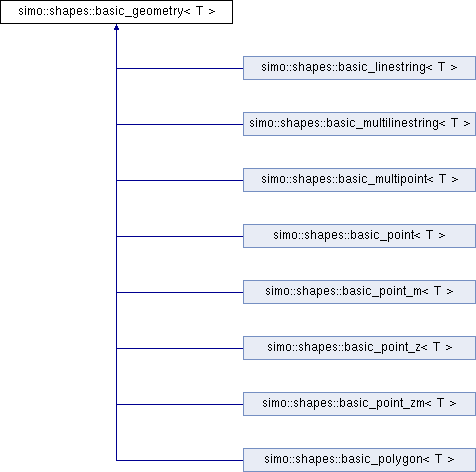 simo::shapes::basic_geometry< T >
simo::shapes::basic_linestring< T >
simo::shapes::basic_multilinestring< T >
simo::shapes::basic_multipoint< T >
simo::shapes::basic_point< T >
simo::shapes::basic_point_m< T >
simo::shapes::basic_point_z< T >
simo::shapes::basic_point_zm< T >
simo::shapes::basic_polygon< T >